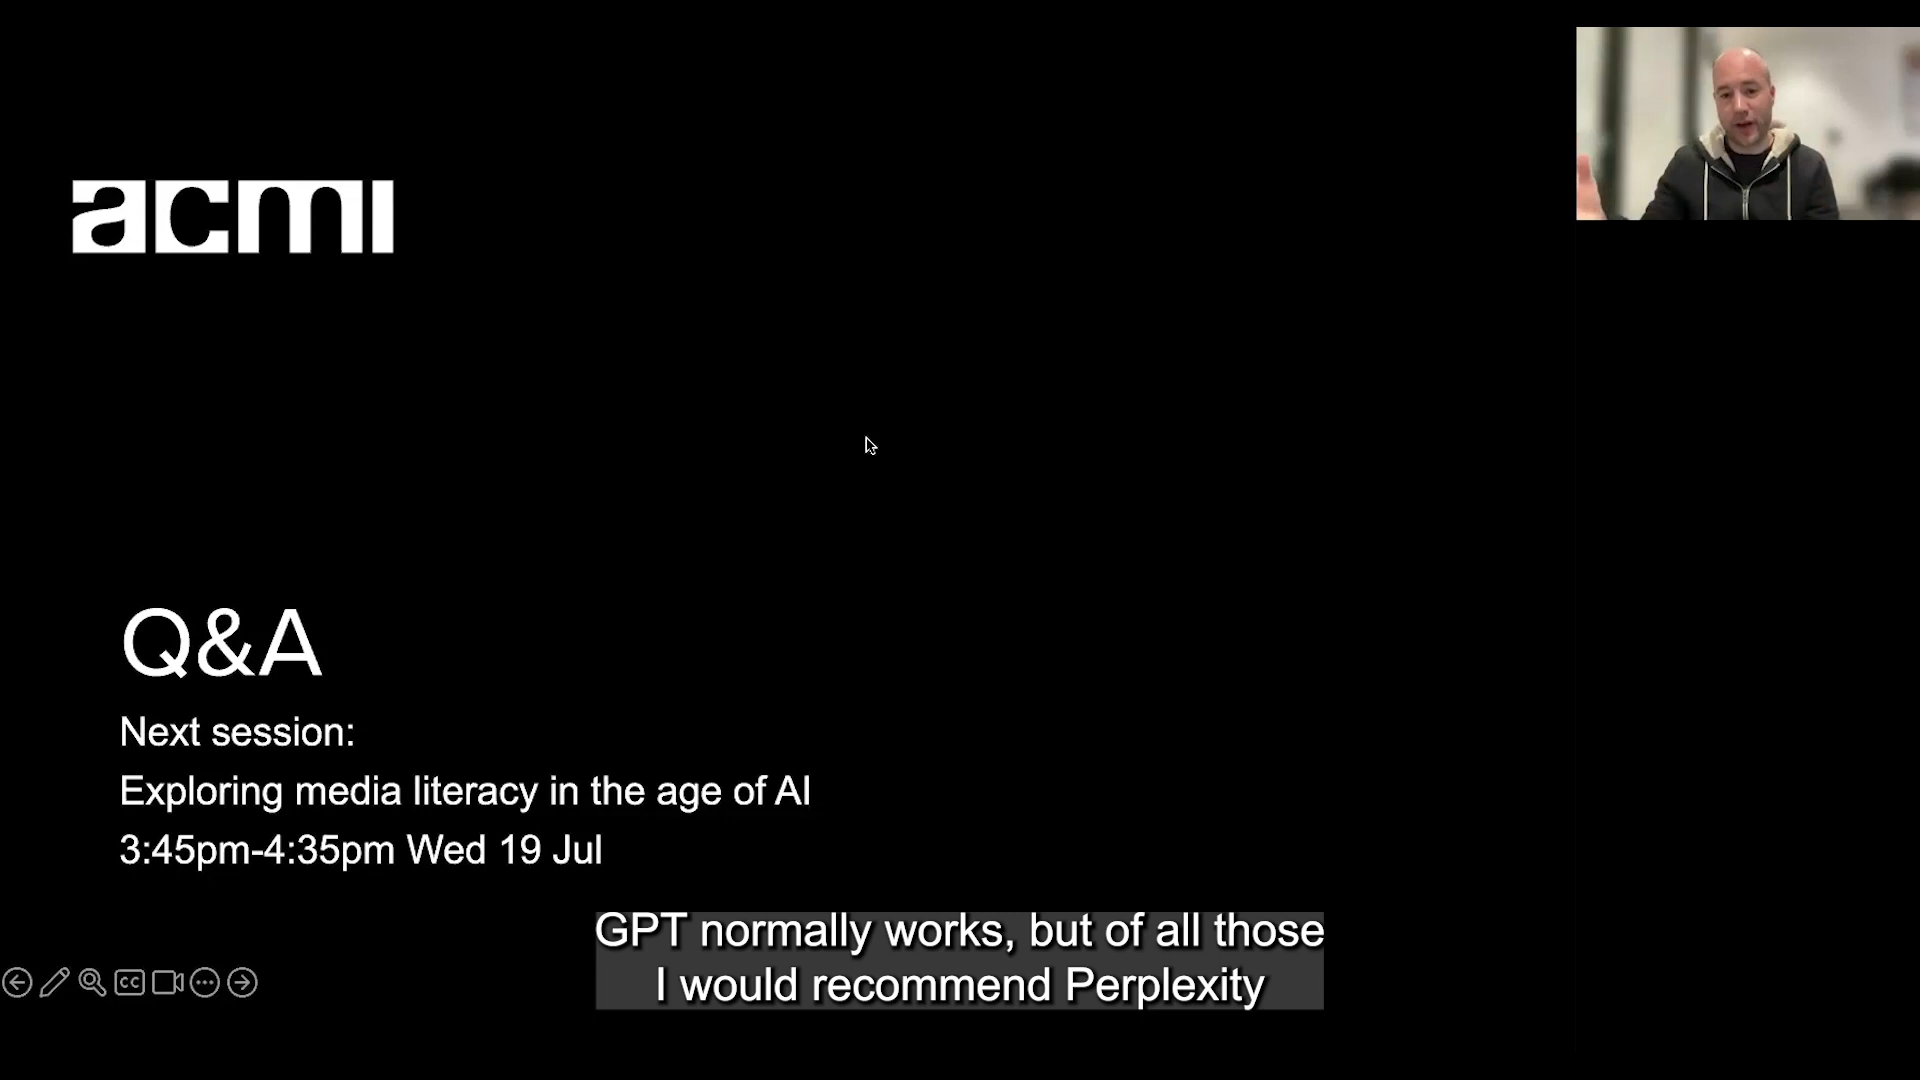 acmi
Q&A
Next session:
Exploring media literacy in the age of AI
3:45pm-4:35pm Wed 19 Jul
GPT normally works, but of all those
I would recommend Perplexity
CC